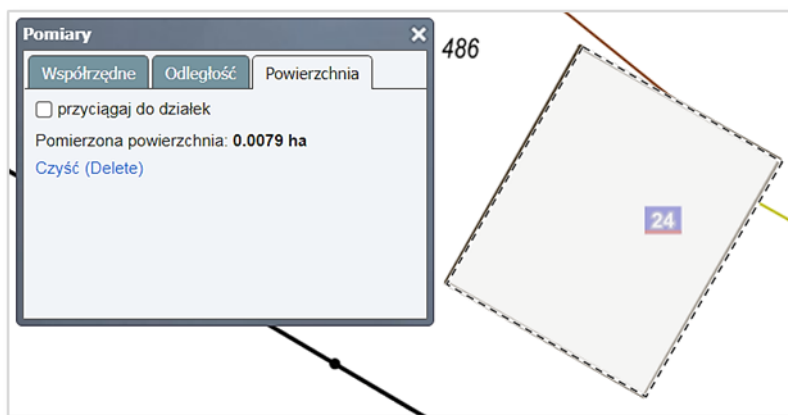 Pomiary
Współrzędne Odległość Powierzchnia
przyciągaj do działek
Pomierzona powierzchnia: 0.0079 ha
Czyść (Delete)
486
24